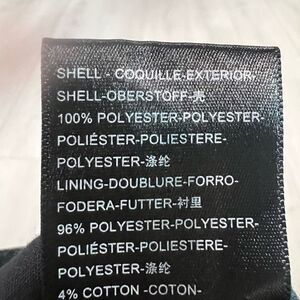 SHELL - COQUILLE-EXTERIOR-
SHELL-OBERSTOFF-壳
100% POLYESTER-POLYESTER-
POLIÉSTER-POLIESTERE-
POLYESTER-涤纶
LINING-DOUBLURE-FORRO-
FODERA-FUTTER-衬里
96% POLYESTER-POLYESTER-
POLIÉSTER-POLIESTERE-
POLYESTER-涤纶
4% COTTON -COTON-